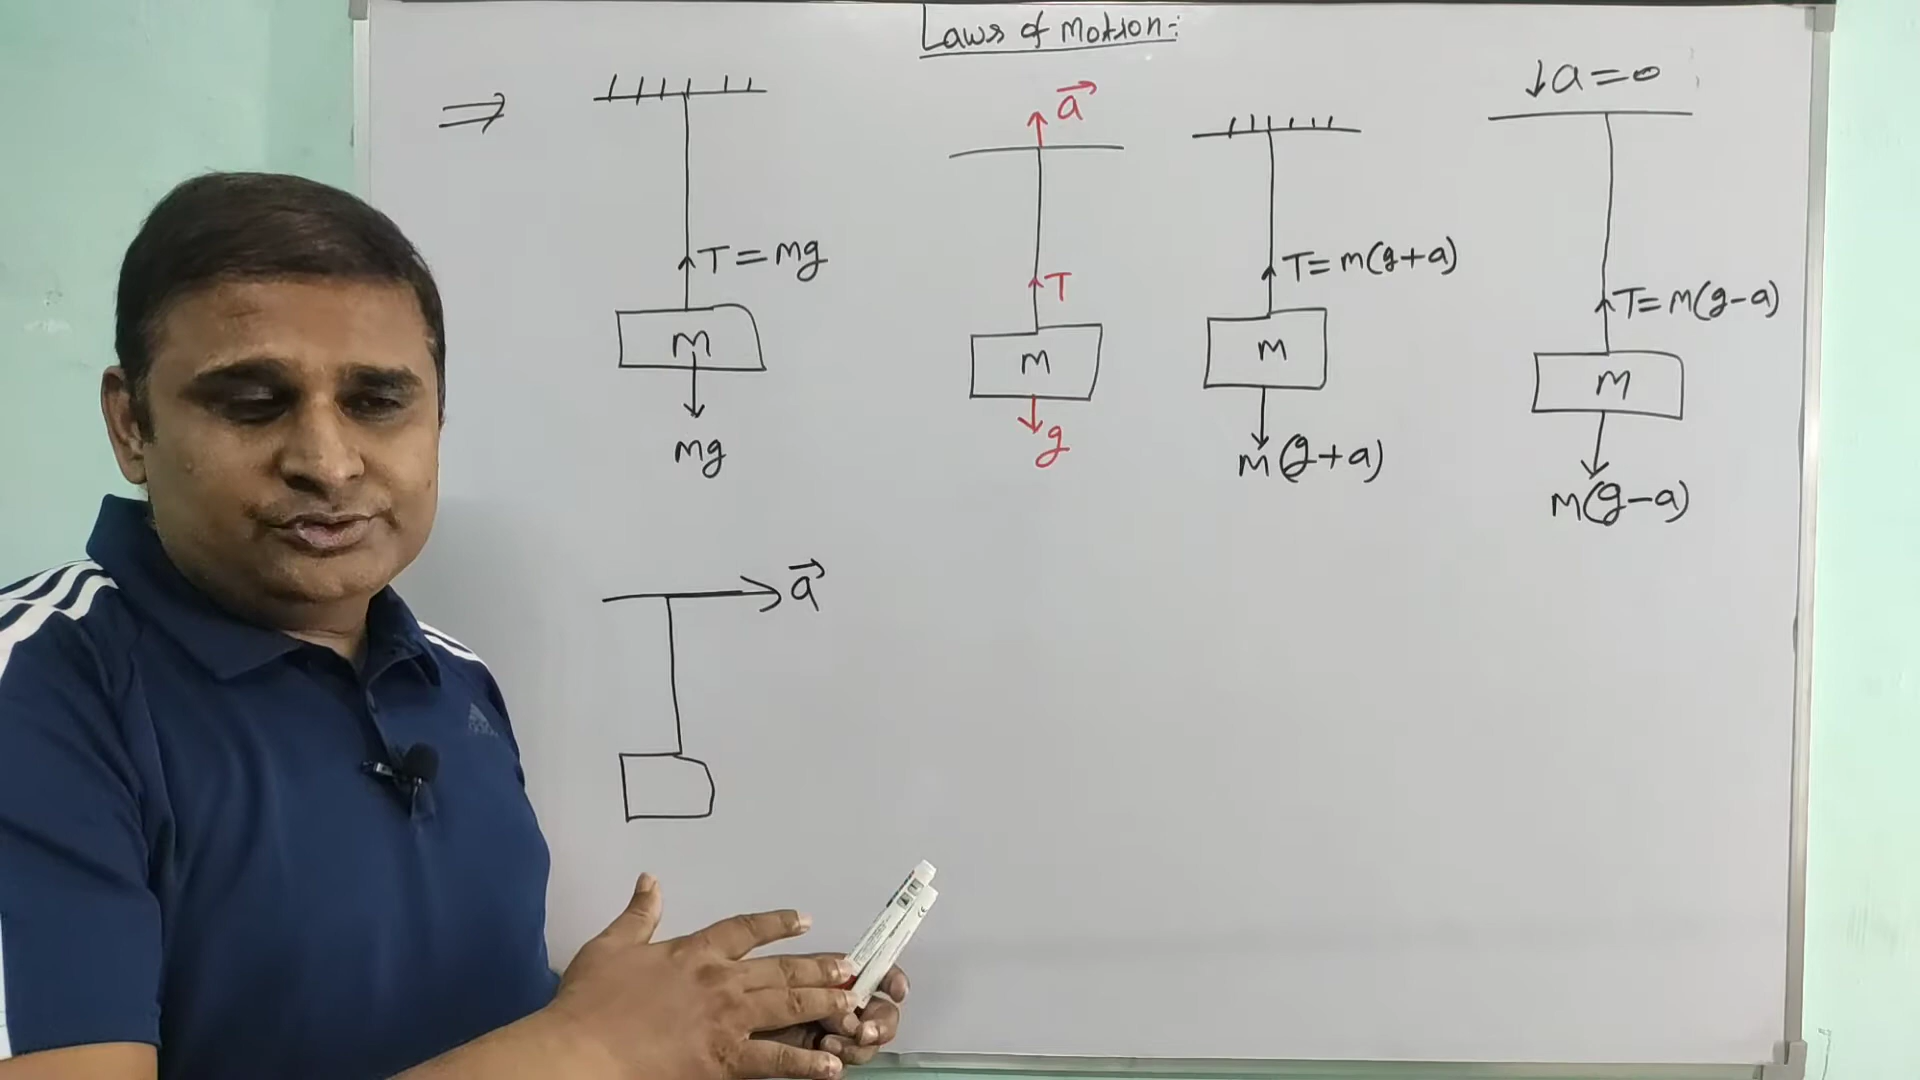 Laws of Motion:
⇒
T = mg
M
mg
a⃗
T
M
g
T = m(g+a)
M
M(g+a)
↓a = 0
T = M(g-a)
M
M(g-a)
a⃗